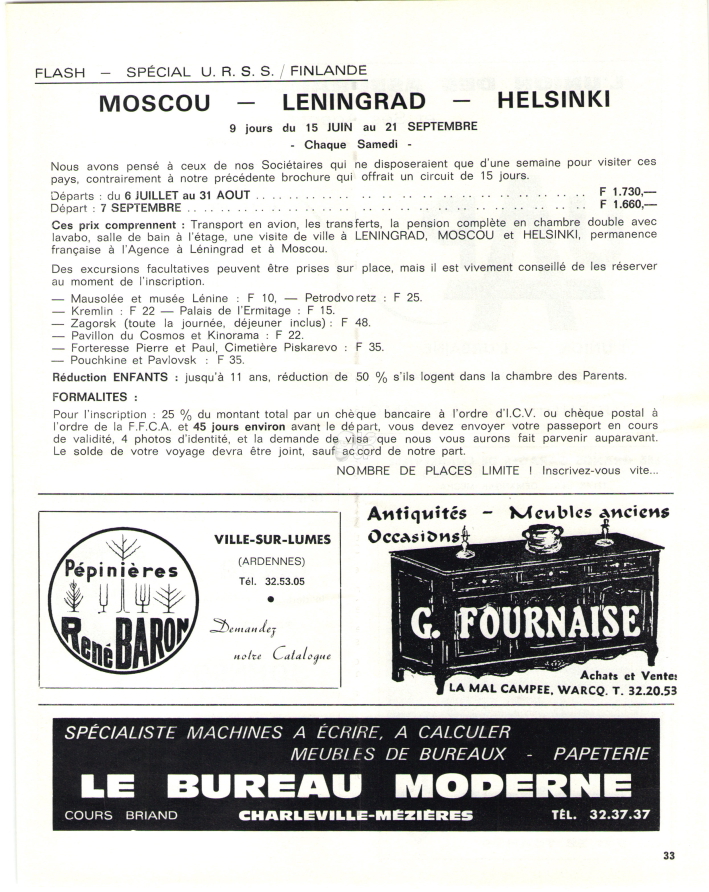 FLASH — SPÉCIAL U. R. S. S. / FINLANDE
MOSCOU — LENINGRAD — HELSINKI
9 jours du 15 JUIN au 21 SEPTEMBRE
- Chaque Samedi -
Nous avons pensé à ceux de nos Sociétaires qui ne disposeraient que d'une semaine pour visiter ces
pays, contrairement à notre précédente brochure qui offrait un circuit de 15 jours.
Départs : du 6 JUILLET au 31 AOUT .. .. .. .. .. .. .. .. .. .. .. .. .. .. .. F 1.730,—
Départ : 7 SEPTEMBRE .. .. .. .. .. .. .. .. .. .. .. .. .. .. .. .. .. .. F 1.660,—
Ces prix comprennent : Transport en avion, les transferts, la pension complète en chambre double avec
lavabo, salle de bain à l'étage, une visite de ville à LENINGRAD, MOSCOU et HELSINKI, permanence
française à l'Agence à Léningrad et à Moscou.
Des excursions facultatives peuvent être prises sur place, mais il est vivement conseillé de les réserver
au moment de l'inscription.
— Mausolée et musée Lénine : F 10, — Petrodvoretz : F 25.
— Kremlin : F 22 — Palais de l'Ermitage : F 15.
— Zagorsk (toute la journée, déjeuner inclus) : F 48.
— Pavillon du Cosmos et Kinorama : F 22.
— Forteresse Pierre et Paul, Cimetière Piskarevo : F 35.
— Pouchkine et Pavlovsk : F 35.
Réduction ENFANTS : jusqu'à 11 ans, réduction de 50 % s'ils logent dans la chambre des Parents.
FORMALITES :
Pour l'inscription : 25 % du montant total par un chèque bancaire à l'ordre d'I.C.V. ou chèque postal à
l'ordre de la F.F.C.A. et 45 jours environ avant le départ, vous devez envoyer votre passeport en cours
de validité, 4 photos d'identité, et la demande de visa que nous vous aurons fait parvenir auparavant.
Le solde de votre voyage devra être joint, sauf accord de notre part.
NOMBRE DE PLACES LIMITE ! Inscrivez-vous vite...
Pépinières
René BARON
VILLE-SUR-LUMES
(ARDENNES)
Tél. 32.53.05
•
Demandez
notre Catalogue
Antiquités - Meubles anciens
Occasions
G. FOURNAISE
Achats et Ventes
LA MAL CAMPEE, WARCQ. T. 32.20.53
SPÉCIALISTE MACHINES A ÉCRIRE, A CALCULER
MEUBLES DE BUREAUX - PAPETERIE
LE BUREAU MODERNE
COURS BRIAND CHARLEVILLE-MÉZIÈRES TÉL. 32.37.37
33